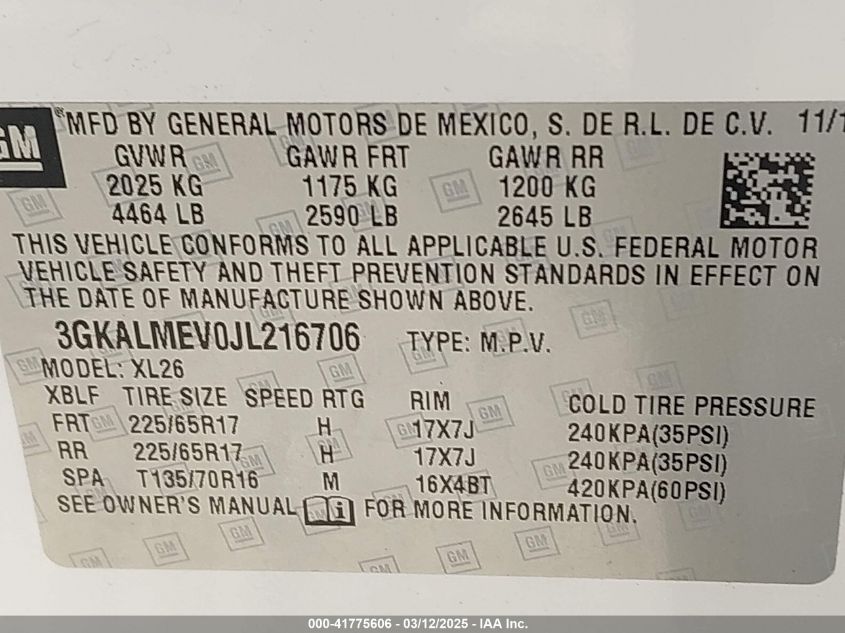 GM
®MFD BY GENERAL MOTORS DE MEXICO, S. DE R.L. DE C.V. 11/1
GVWR GAWR FRT GAWR RR
2025 KG 1175 KG 1200 KG
4464 LB 2590 LB 2645 LB
THIS VEHICLE CONFORMS TO ALL APPLICABLE U.S. FEDERAL MOTOR
VEHICLE SAFETY AND THEFT PREVENTION STANDARDS IN EFFECT ON
THE DATE OF MANUFACTURE SHOWN ABOVE.
3GKALMEV0JL216706 TYPE: M.P.V.
MODEL: XL26
XBLF TIRE SIZE SPEED RTG RIM COLD TIRE PRESSURE
FRT 225/65R17 H 17X7J 240KPA(35PSI)
RR 225/65R17 H 17X7J 240KPA(35PSI)
SPA T135/70R16 M 16X4BT 420KPA(60PSI)
SEE OWNER'S MANUAL i FOR MORE INFORMATION.
000-41775606 - 03/12/2025 - IAA Inc.